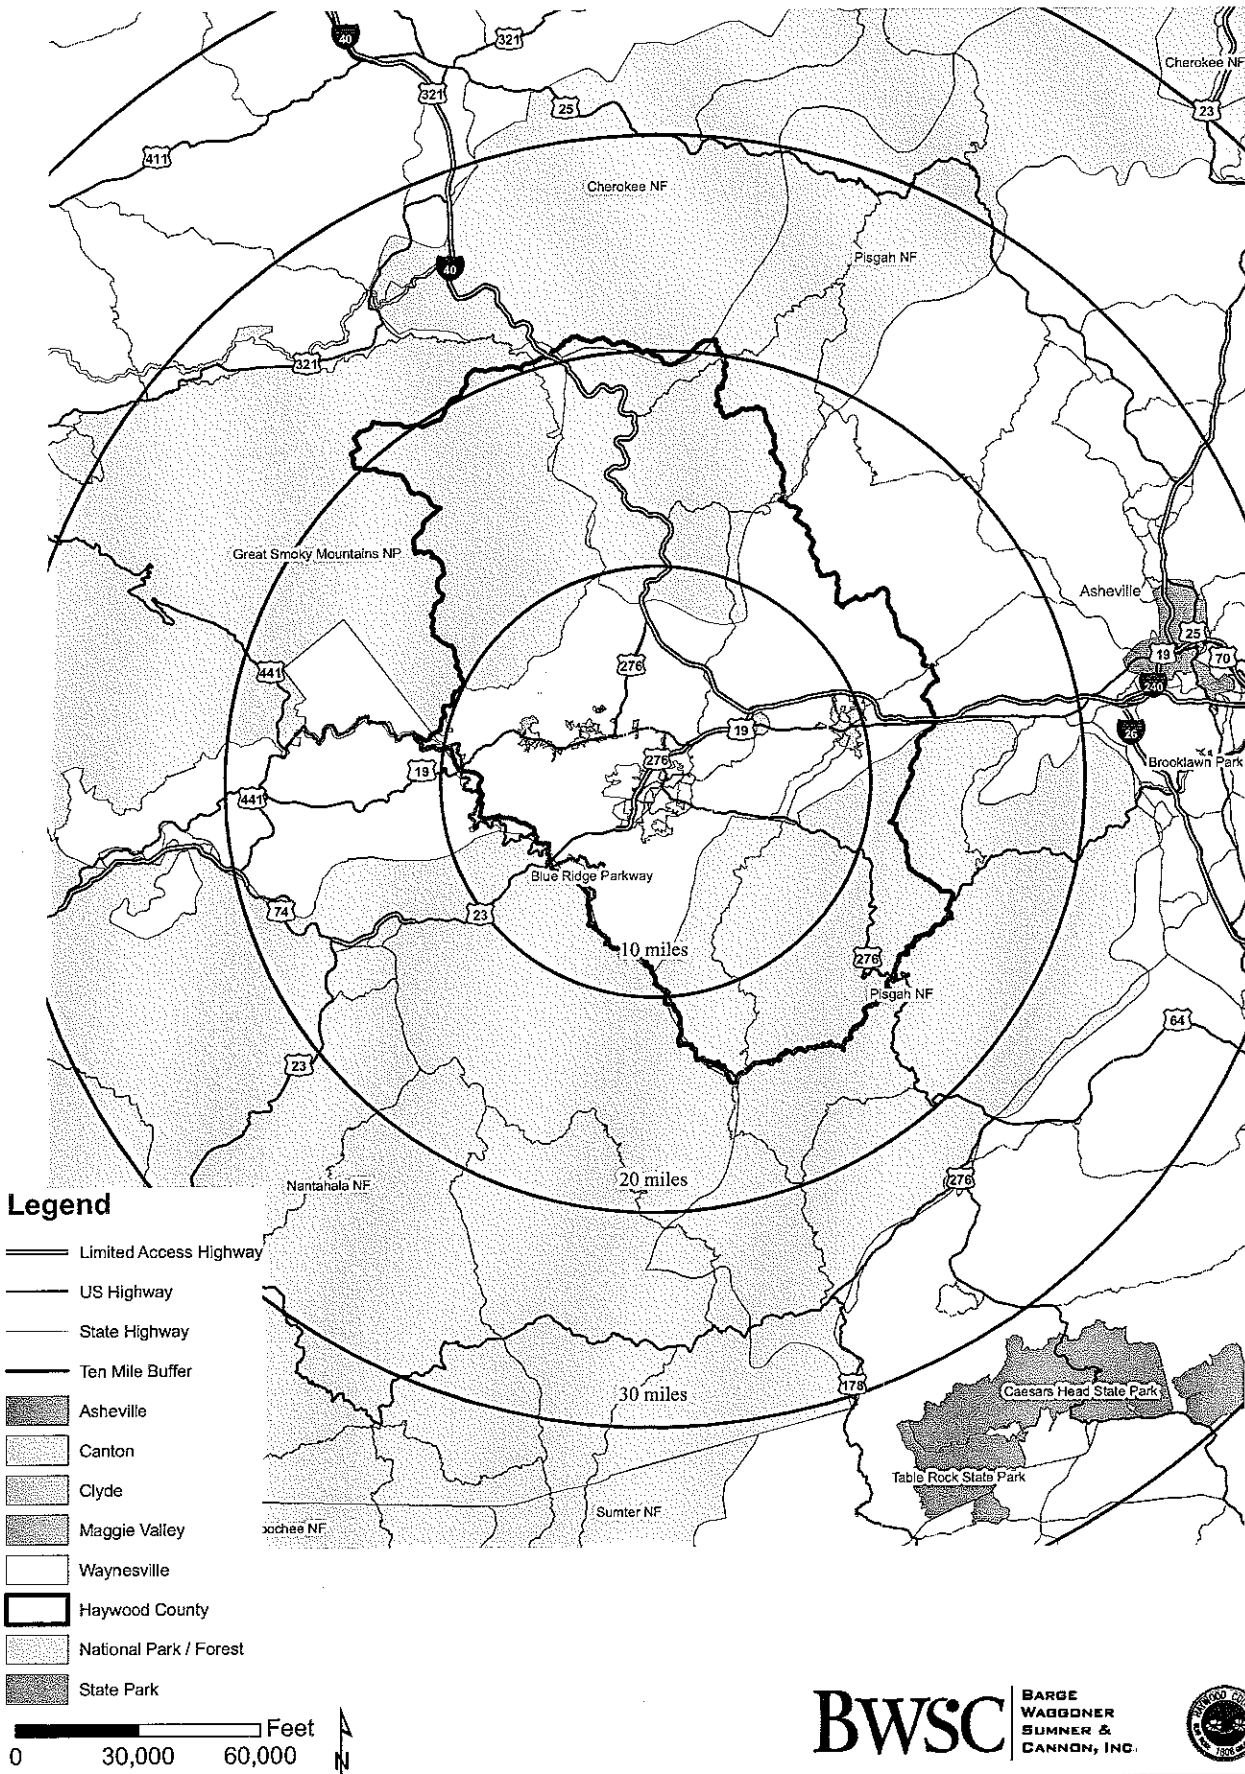 40
321
321
25
Cherokee NF
23
411
Cherokee NF
Pisgah NF
40
321
Great Smoky Mountains NP
Asheville
25
19
70
276
441
240
26
19
276
Brooklawn Park
19
441
Blue Ridge Parkway
74
23
10 miles
276
Pisgah NF
64
23
20 miles
276
Nantahala NF
Legend
Limited Access Highway
US Highway
State Highway
Ten Mile Buffer
Asheville
Canton
Clyde
Maggie Valley
Waynesville
Haywood County
National Park / Forest
State Park
30 miles
178
Caesars Head State Park
Table Rock State Park
Sumter NF
oochee NF
Feet
0 30,000 60,000
N
BWSC
BARGE
WAGGONER
SUMNER &
CANNON, INC.
HAYWOOD CO
1808